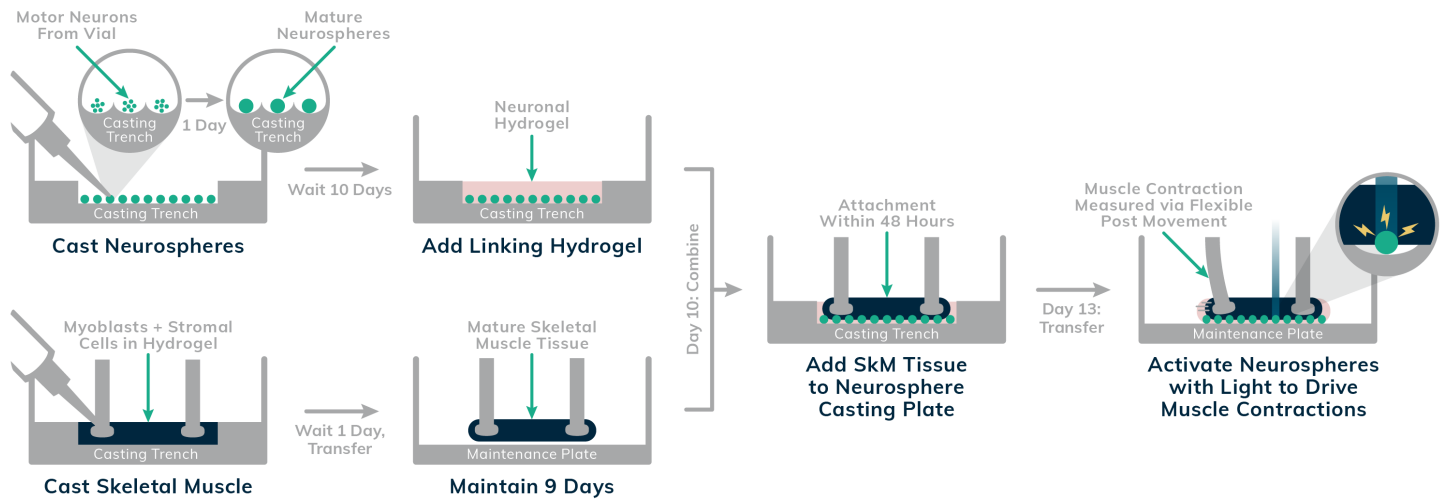 Motor Neurons
From Vial
Mature
Neurospheres
Casting
Trench
1 Day
Casting
Trench
Casting Trench
Cast Neurospheres
Wait 10 Days
Neuronal
Hydrogel
Casting Trench
Add Linking Hydrogel
Myoblasts + Stromal
Cells in Hydrogel
Casting Trench
Cast Skeletal Muscle
Wait 1 Day,
Transfer
Mature Skeletal
Muscle Tissue
Maintenance Plate
Maintain 9 Days
Day 10: Combine
Attachment
Within 48 Hours
Casting Trench
Add SkM Tissue
to Neurosphere
Casting Plate
Day 13:
Transfer
Muscle Contraction
Measured via Flexible
Post Movement
Maintenance Plate
Activate Neurospheres
with Light to Drive
Muscle Contractions